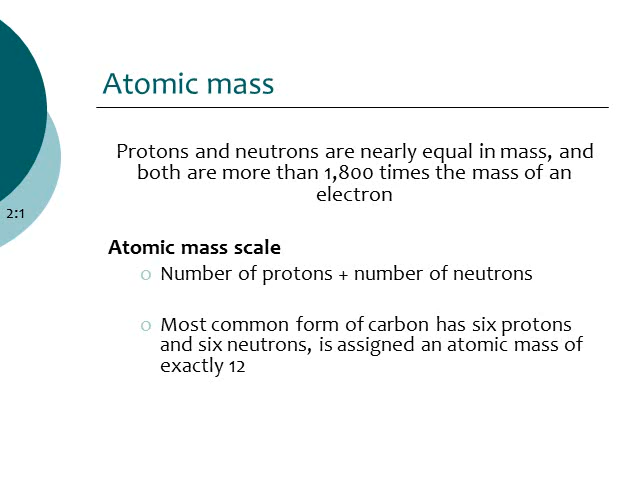 Atomic mass
Protons and neutrons are nearly equal in mass, and
both are more than 1,800 times the mass of an
electron
2:1
Atomic mass scale
o Number of protons + number of neutrons
o Most common form of carbon has six protons
and six neutrons, is assigned an atomic mass of
exactly 12